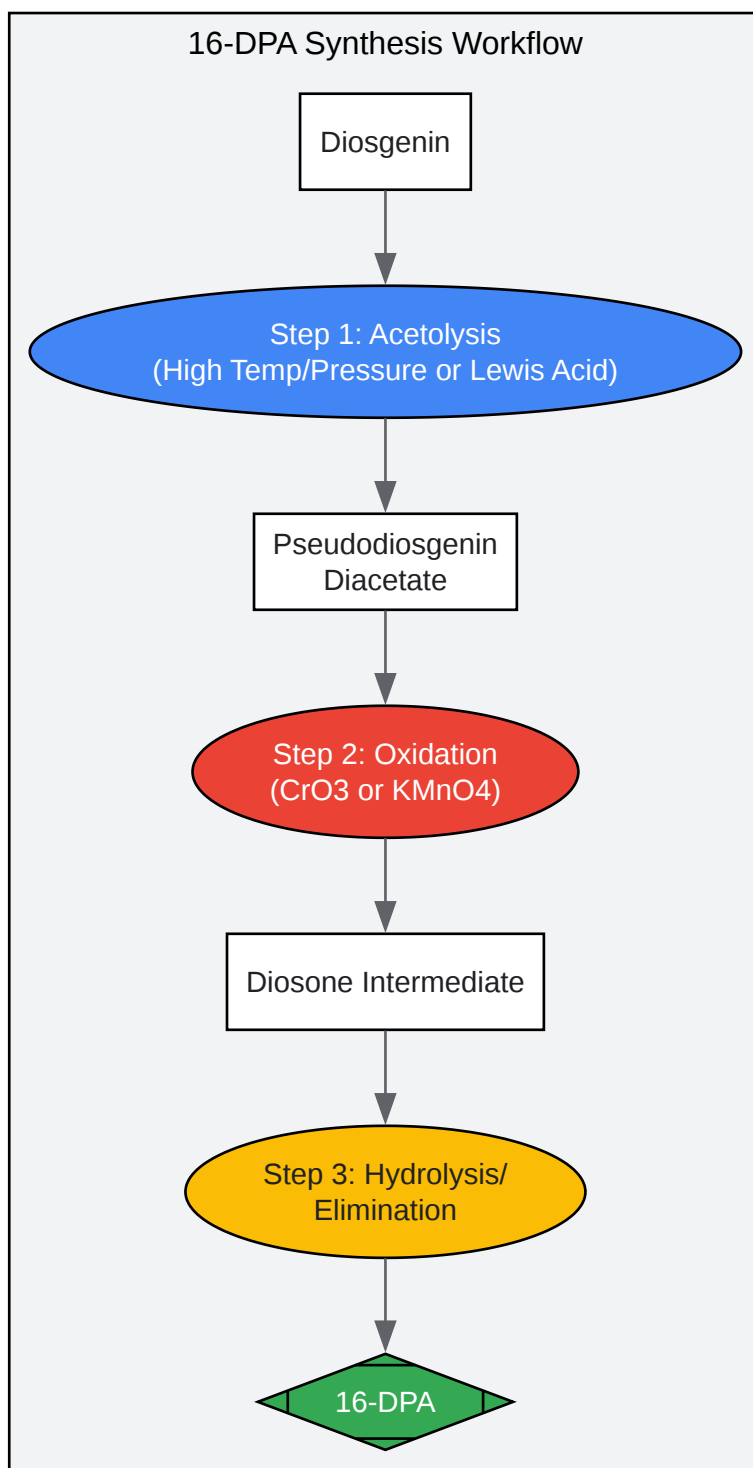 16-DPA Synthesis Workflow
Diosgenin
Step 1: Acetolysis
(High Temp/Pressure or Lewis Acid)
Pseudodiosgenin
Diacetate
Step 2: Oxidation
(CrO3 or KMnO4)
Diosone Intermediate
Step 3: Hydrolysis/
Elimination
16-DPA